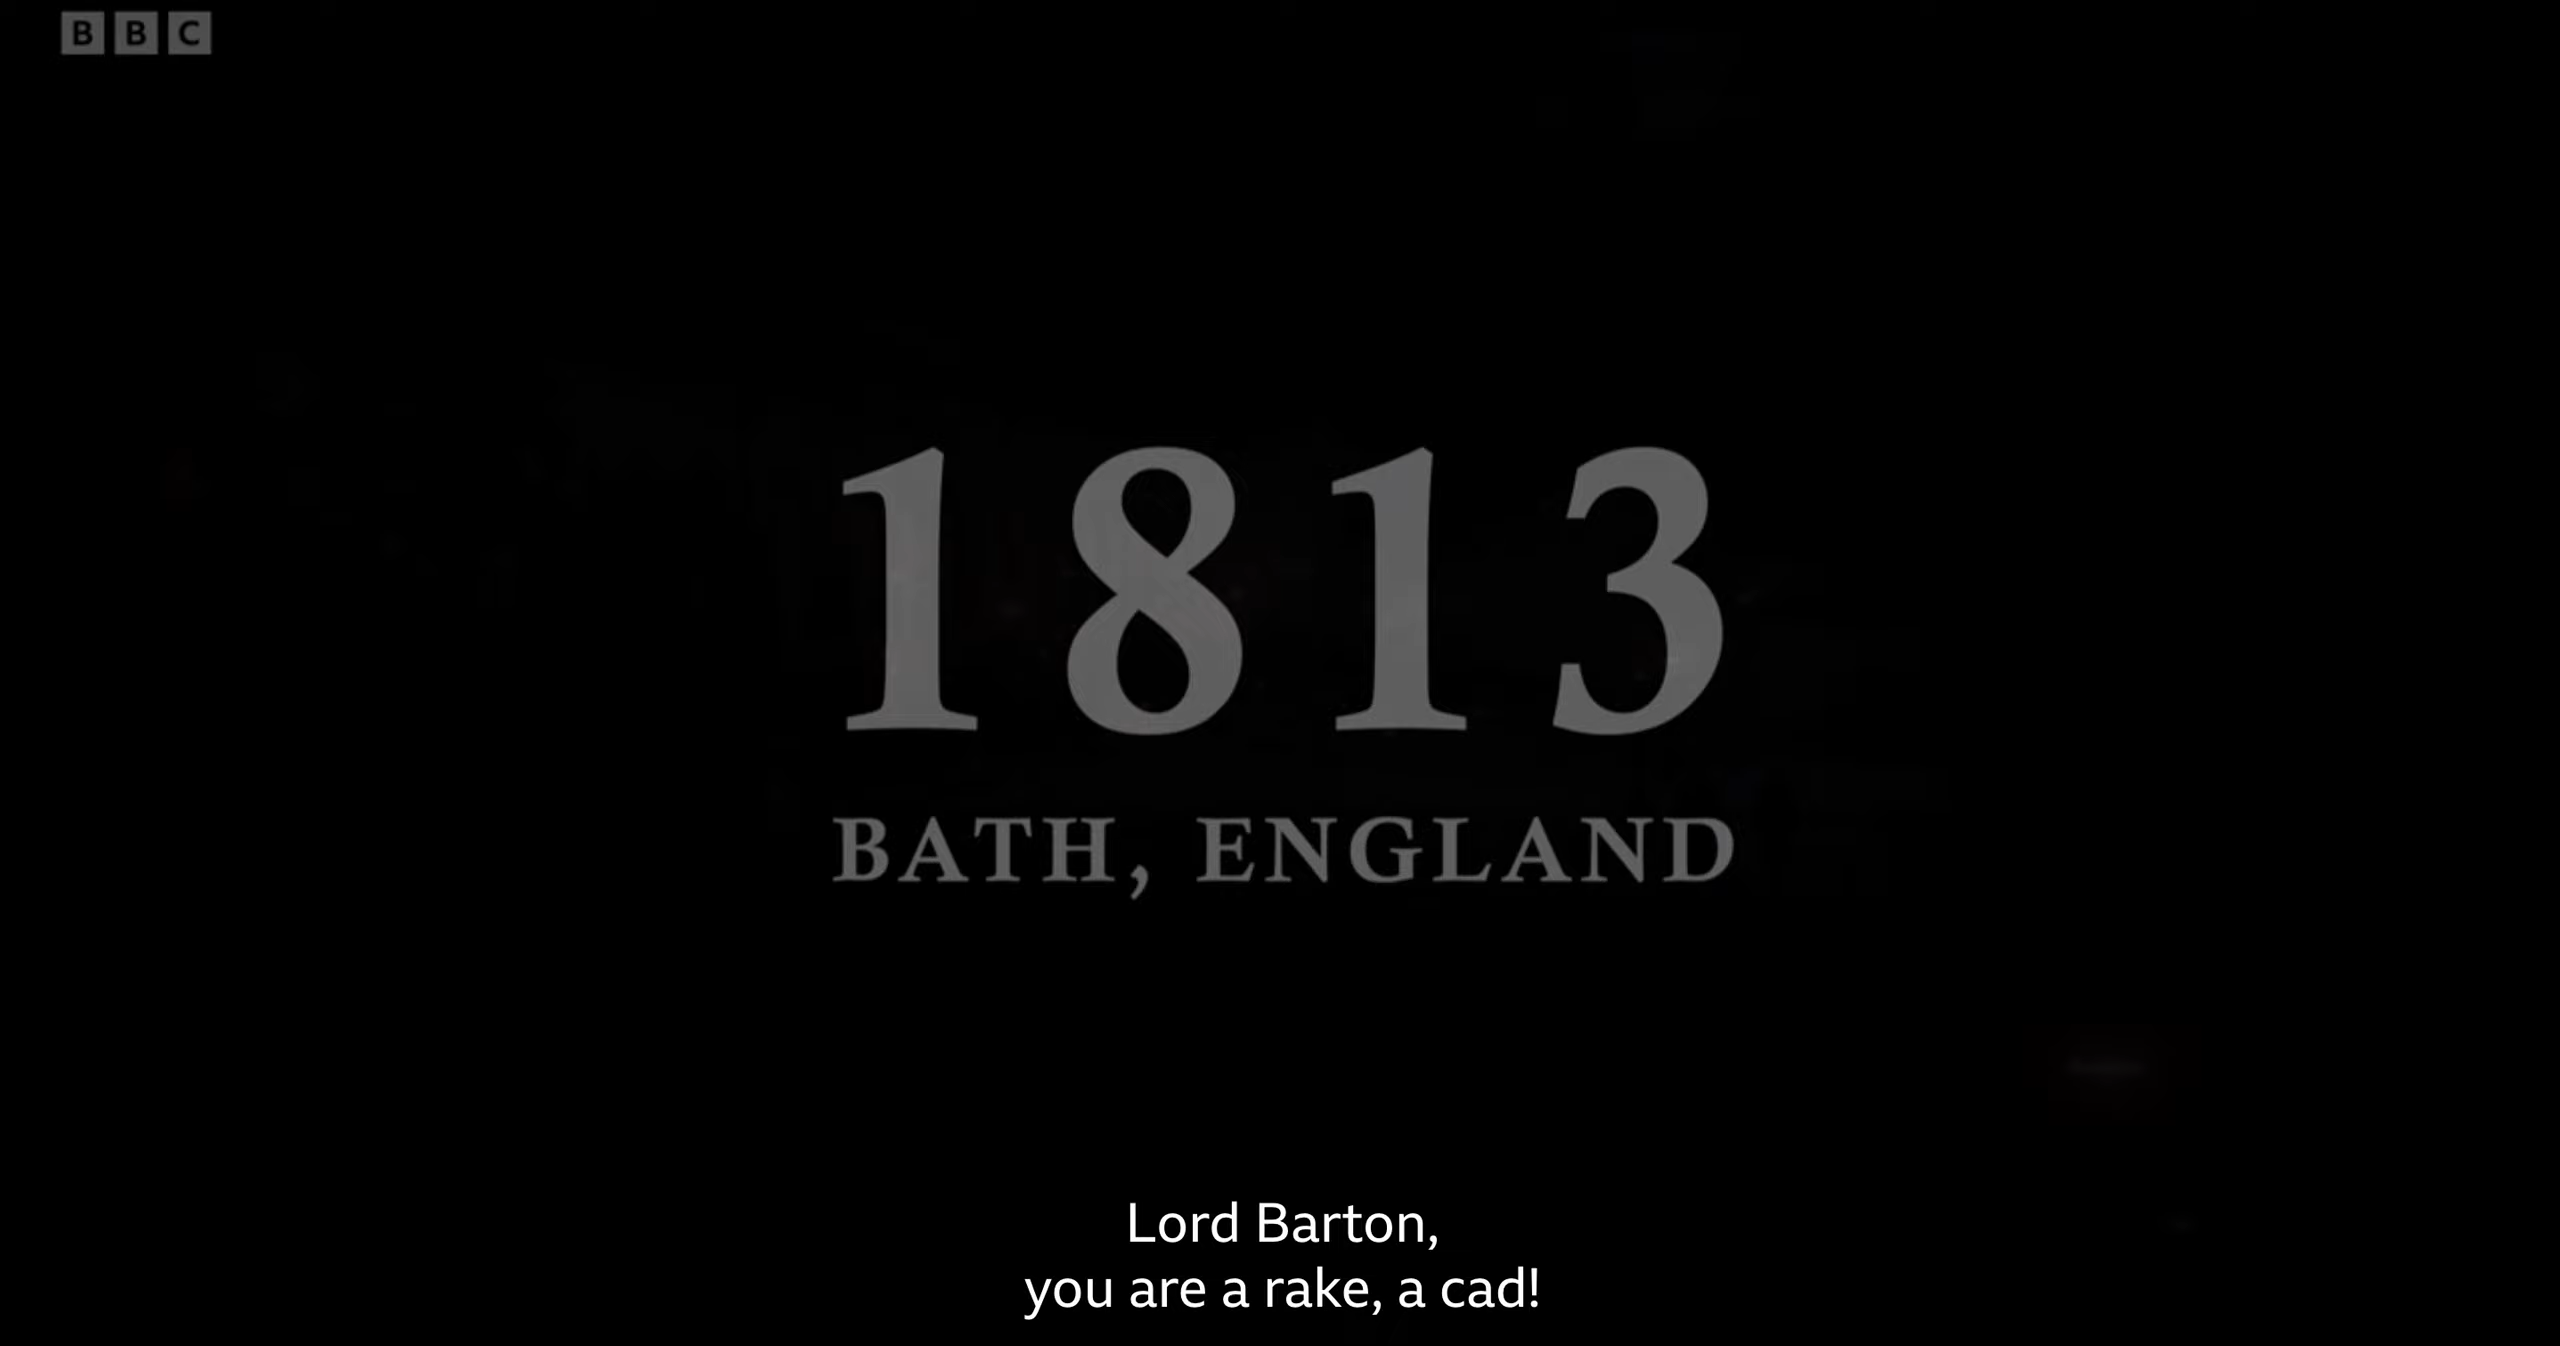 BBC
1813
BATH, ENGLAND
Lord Barton,
you are a rake, a cad!